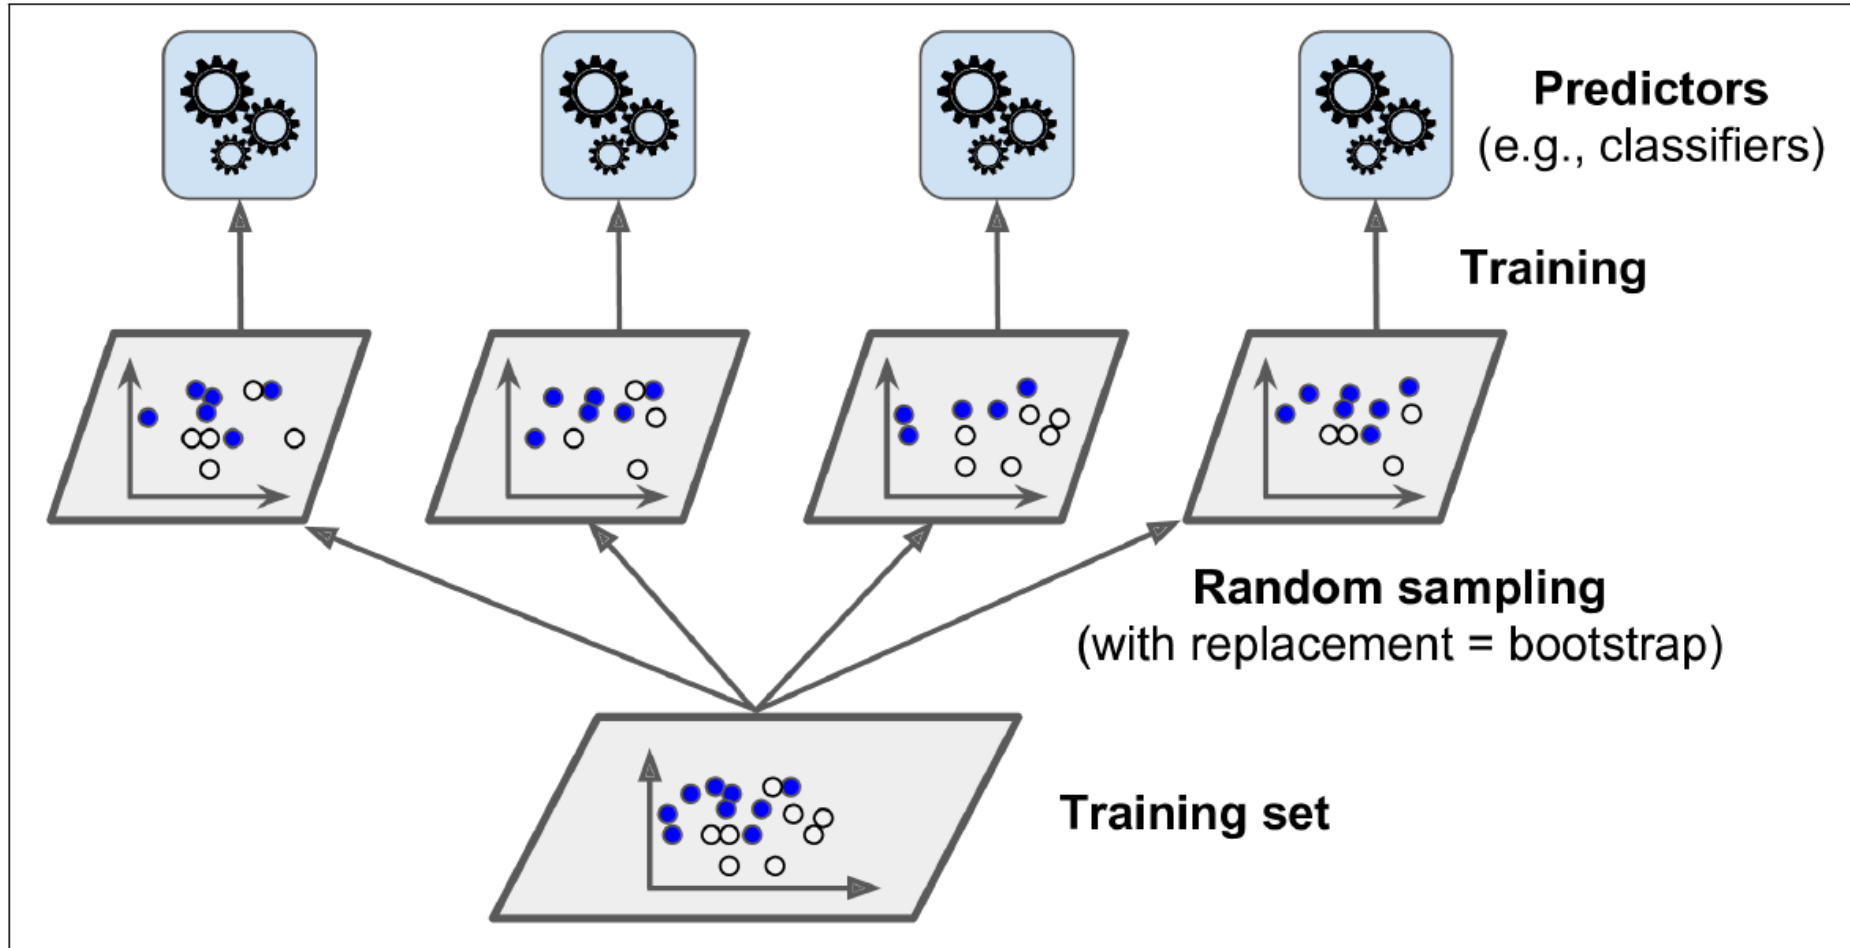 Predictors
(e.g., classifiers)
Training
Random sampling
(with replacement = bootstrap)
Training set